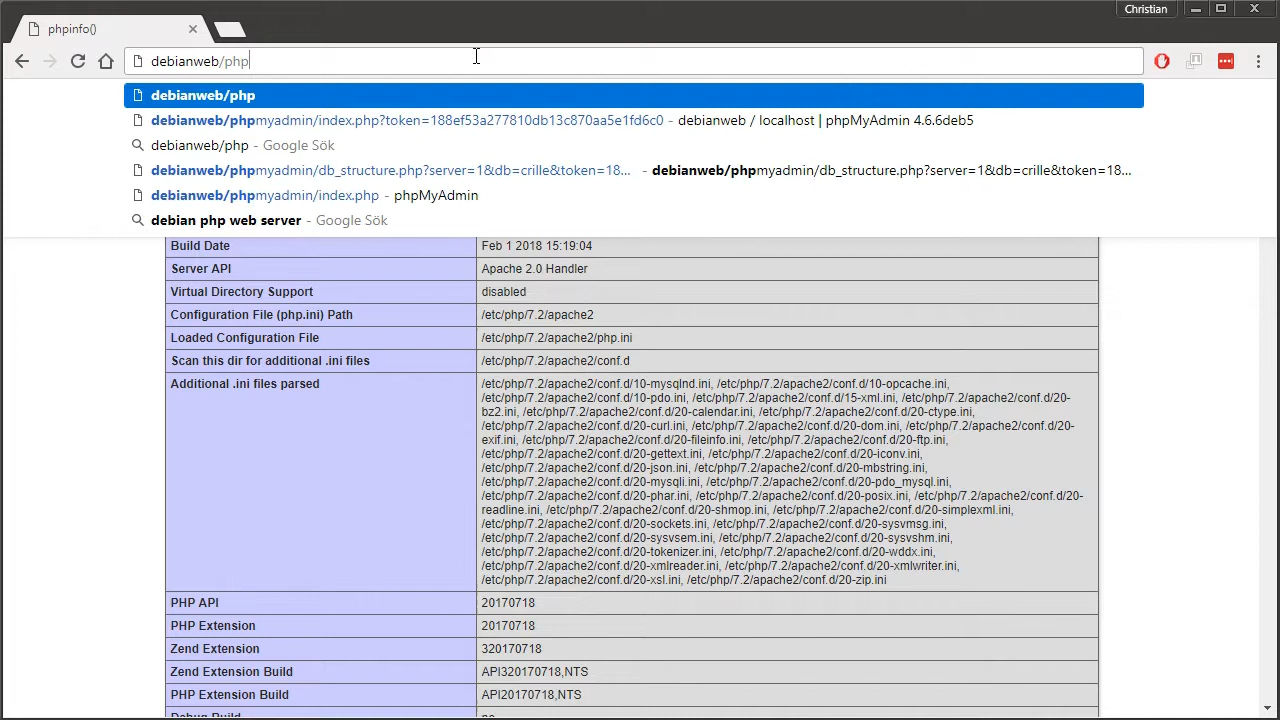 Christian
phpinfo()
debianweb/php
debianweb/php
debianweb/phpmyadmin/index.php?token=188ef53a277810db13c870aa5e1fd6c0 - debianweb / localhost | phpMyAdmin 4.6.6deb5
debianweb/php - Google Sök
debianweb/phpmyadmin/db_structure.php?server=1&db=crille&token=18... - debianweb/phpmyadmin/db_structure.php?server=1&db=crille&token=18...
debianweb/phpmyadmin/index.php - phpMyAdmin
debian php web server - Google Sök
Build Date Feb 1 2018 15:19:04
Server API Apache 2.0 Handler
Virtual Directory Support disabled
Configuration File (php.ini) Path /etc/php/7.2/apache2
Loaded Configuration File /etc/php/7.2/apache2/php.ini
Scan this dir for additional .ini files /etc/php/7.2/apache2/conf.d
Additional .ini files parsed /etc/php/7.2/apache2/conf.d/10-mysqlnd.ini, /etc/php/7.2/apache2/conf.d/10-opcache.ini,
/etc/php/7.2/apache2/conf.d/10-pdo.ini, /etc/php/7.2/apache2/conf.d/15-xml.ini, /etc/php/7.2/apache2/conf.d/20-
bz2.ini, /etc/php/7.2/apache2/conf.d/20-calendar.ini, /etc/php/7.2/apache2/conf.d/20-ctype.ini,
/etc/php/7.2/apache2/conf.d/20-curl.ini, /etc/php/7.2/apache2/conf.d/20-dom.ini, /etc/php/7.2/apache2/conf.d/20-
exif.ini, /etc/php/7.2/apache2/conf.d/20-fileinfo.ini, /etc/php/7.2/apache2/conf.d/20-ftp.ini,
/etc/php/7.2/apache2/conf.d/20-gettext.ini, /etc/php/7.2/apache2/conf.d/20-iconv.ini,
/etc/php/7.2/apache2/conf.d/20-json.ini, /etc/php/7.2/apache2/conf.d/20-mbstring.ini,
/etc/php/7.2/apache2/conf.d/20-mysqli.ini, /etc/php/7.2/apache2/conf.d/20-pdo_mysql.ini,
/etc/php/7.2/apache2/conf.d/20-phar.ini, /etc/php/7.2/apache2/conf.d/20-posix.ini, /etc/php/7.2/apache2/conf.d/20-
readline.ini, /etc/php/7.2/apache2/conf.d/20-shmop.ini, /etc/php/7.2/apache2/conf.d/20-simplexml.ini,
/etc/php/7.2/apache2/conf.d/20-sockets.ini, /etc/php/7.2/apache2/conf.d/20-sysvmsg.ini,
/etc/php/7.2/apache2/conf.d/20-sysvsem.ini, /etc/php/7.2/apache2/conf.d/20-sysvshm.ini,
/etc/php/7.2/apache2/conf.d/20-tokenizer.ini, /etc/php/7.2/apache2/conf.d/20-wddx.ini,
/etc/php/7.2/apache2/conf.d/20-xmlreader.ini, /etc/php/7.2/apache2/conf.d/20-xmlwriter.ini,
/etc/php/7.2/apache2/conf.d/20-xsl.ini, /etc/php/7.2/apache2/conf.d/20-zip.ini
PHP API 20170718
PHP Extension 20170718
Zend Extension 320170718
Zend Extension Build API320170718,NTS
PHP Extension Build API20170718,NTS
Debug Build no